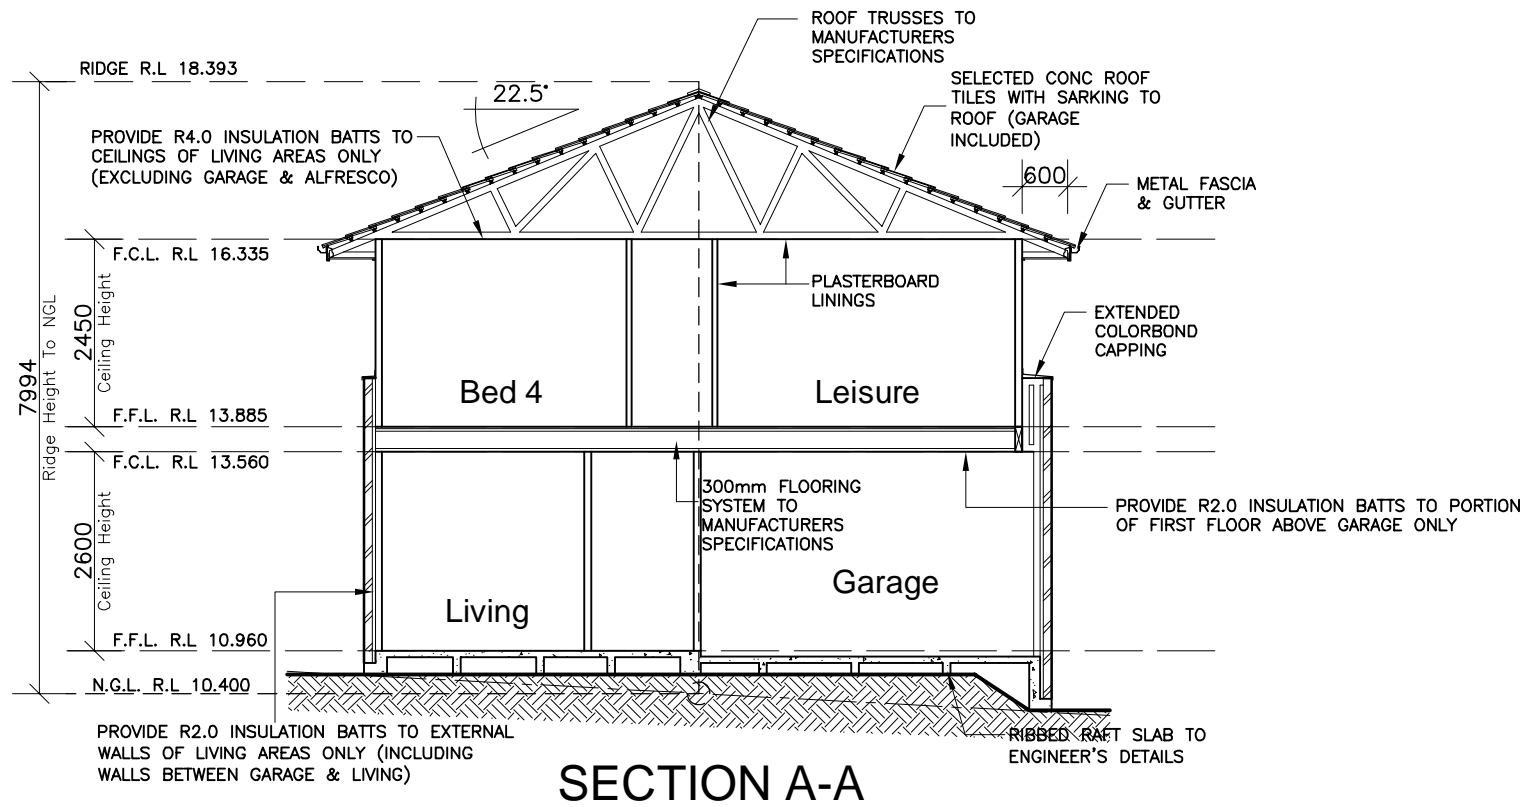 ROOF TRUSSES TO
MANUFACTURERS
SPECIFICATIONS
RIDGE R.L 18.393
22.5°
SELECTED CONC ROOF
TILES WITH SARKING TO
ROOF (GARAGE
INCLUDED)
PROVIDE R4.0 INSULATION BATTS TO
CEILINGS OF LIVING AREAS ONLY
(EXCLUDING GARAGE & ALFRESCO)
600
METAL FASCIA
& GUTTER
F.C.L. R.L 16.335
PLASTERBOARD
LININGS
EXTENDED
COLORBOND
CAPPING
7994
Ridge Height To NGL
2450
Ceiling Height
Bed 4
Leisure
F.F.L. R.L 13.885
F.C.L. R.L 13.560
300mm FLOORING
SYSTEM TO
MANUFACTURERS
SPECIFICATIONS
PROVIDE R2.0 INSULATION BATTS TO PORTION
OF FIRST FLOOR ABOVE GARAGE ONLY
2600
Ceiling Height
Living
Garage
F.F.L. R.L 10.960
N.G.L. R.L 10.400
PROVIDE R2.0 INSULATION BATTS TO EXTERNAL
WALLS OF LIVING AREAS ONLY (INCLUDING
WALLS BETWEEN GARAGE & LIVING)
RIBBED RAFT SLAB TO
ENGINEER'S DETAILS
SECTION A-A